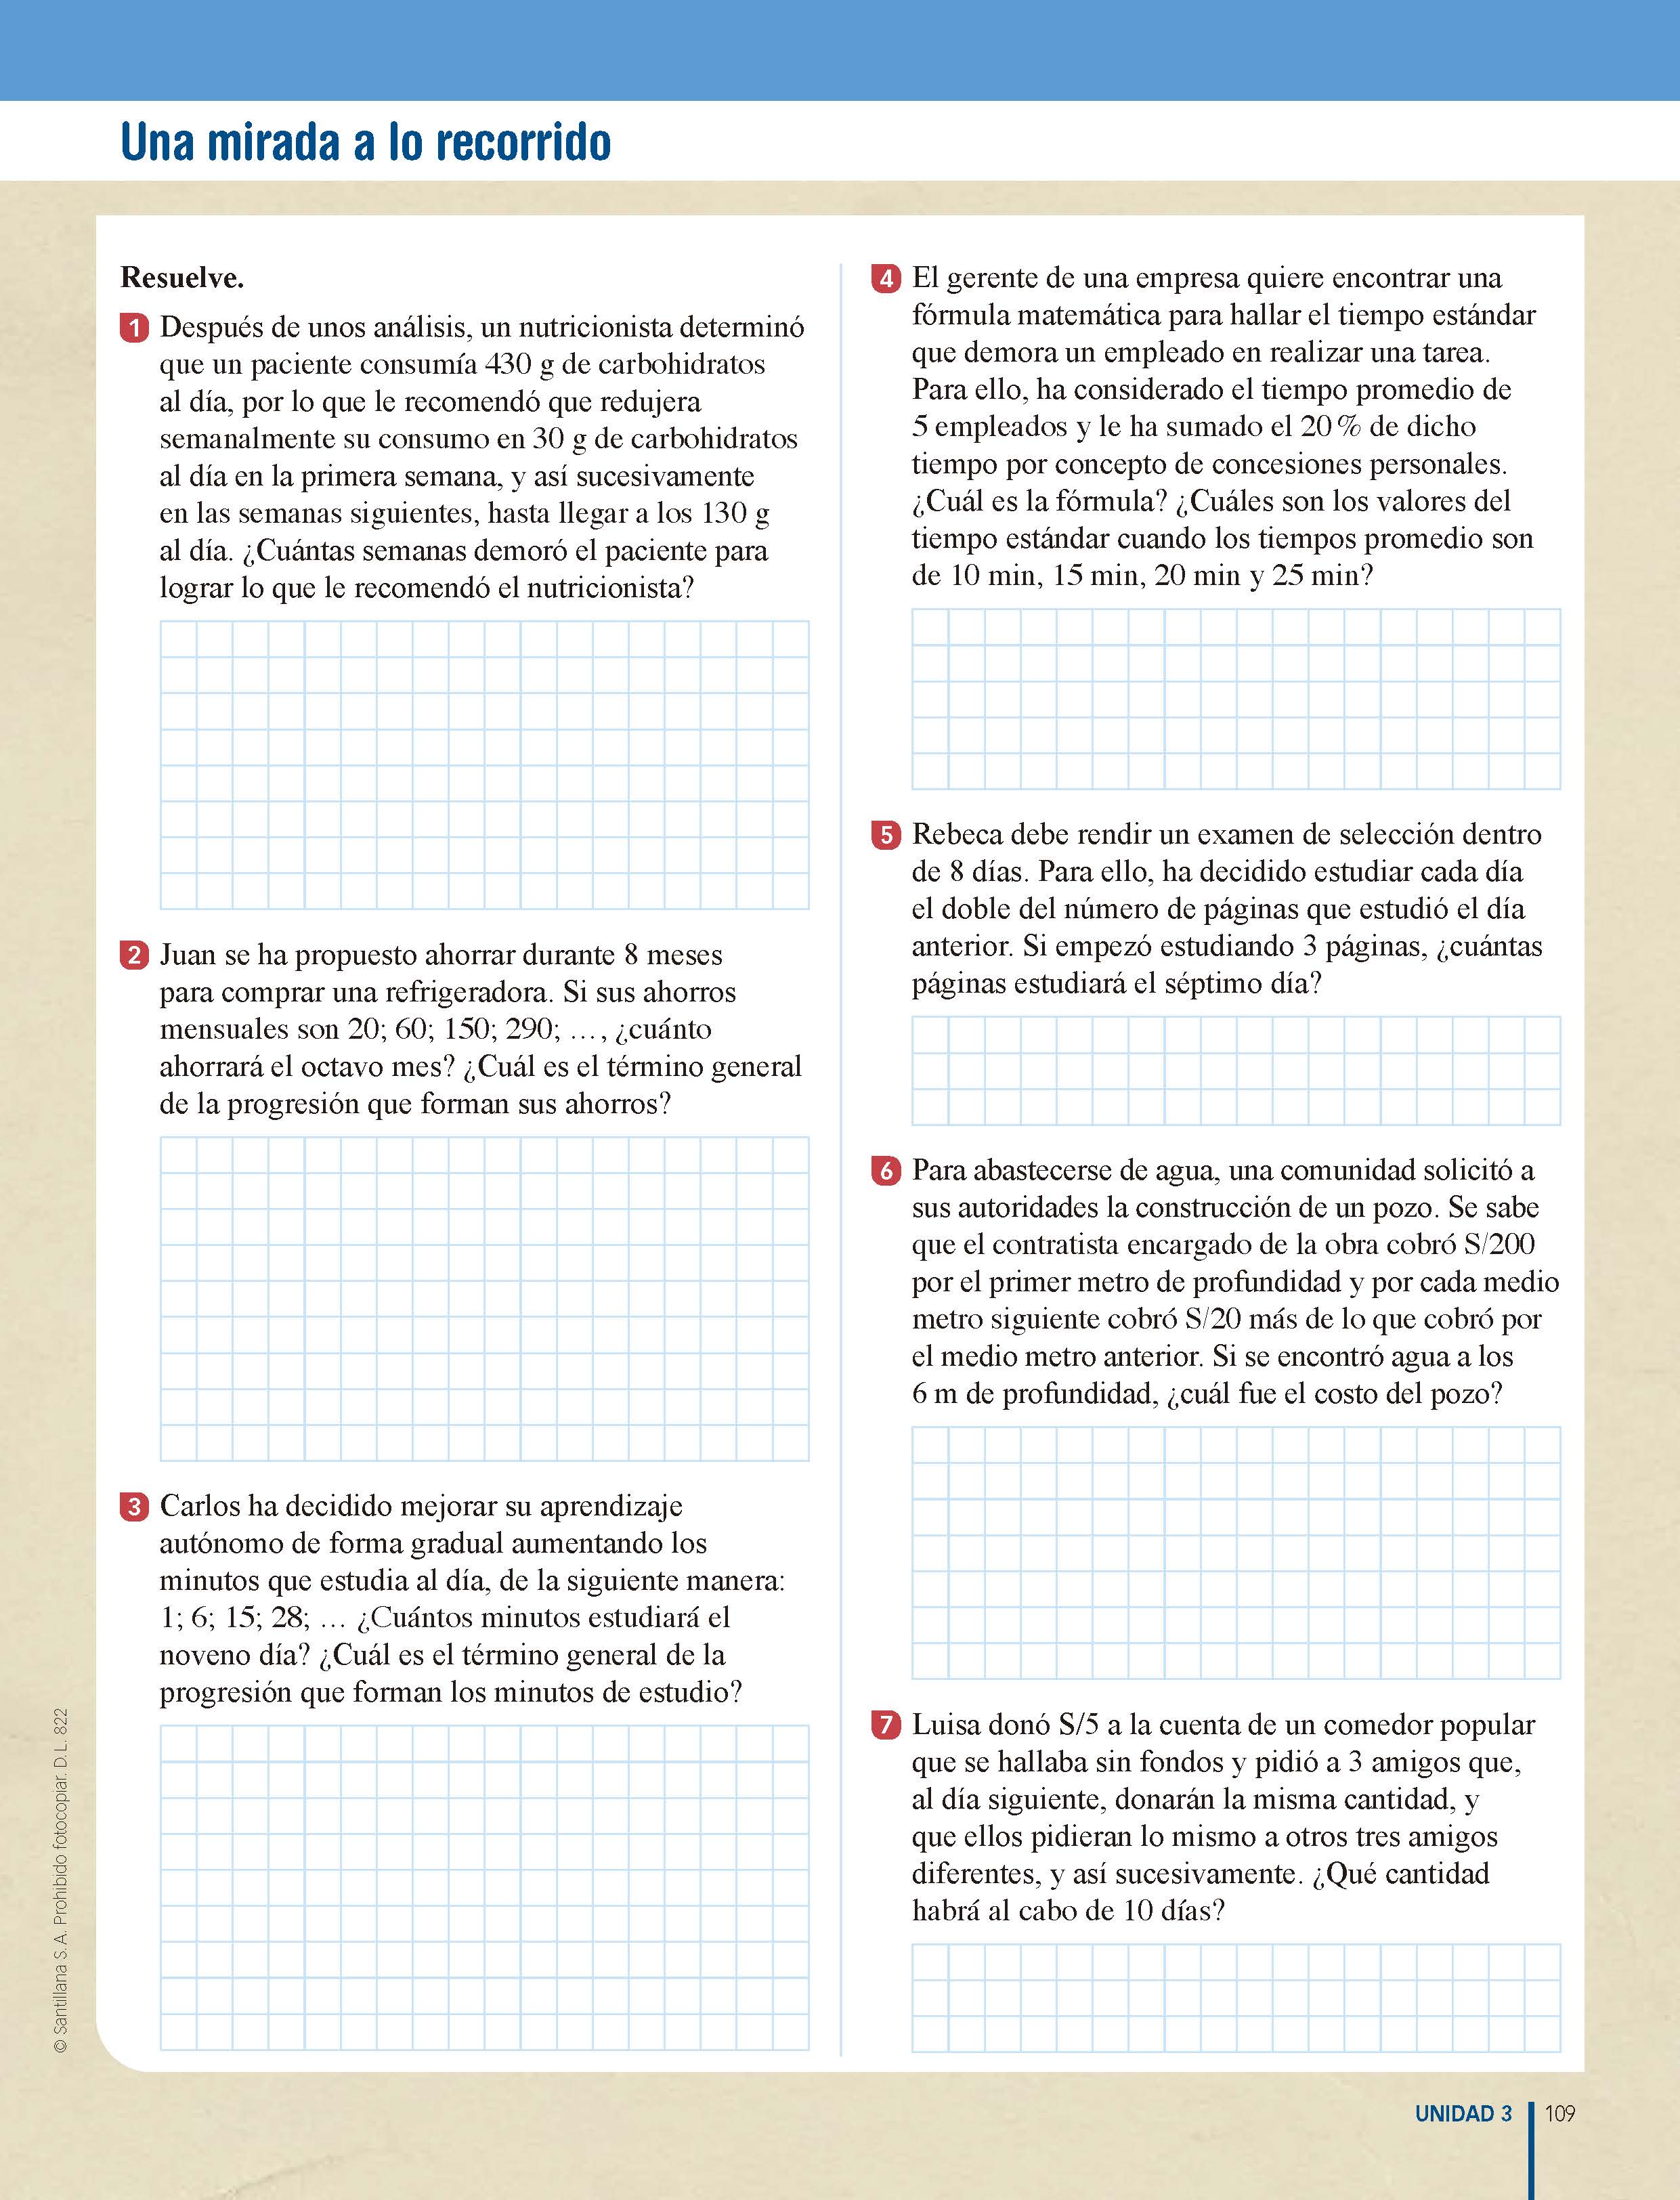 Una mirada a lo recorrido
Resuelve.
1 Después de unos análisis, un nutricionista determinó
que un paciente consumía 430 g de carbohidratos
al día, por lo que le recomendó que redujera
semanalmente su consumo en 30 g de carbohidratos
al día en la primera semana, y así sucesivamente
en las semanas siguientes, hasta llegar a los 130 g
al día. ¿Cuántas semanas demoró el paciente para
lograr lo que le recomendó el nutricionista?
2 Juan se ha propuesto ahorrar durante 8 meses
para comprar una refrigeradora. Si sus ahorros
mensuales son 20; 60; 150; 290; …, ¿cuánto
ahorrará el octavo mes? ¿Cuál es el término general
de la progresión que forman sus ahorros?
3 Carlos ha decidido mejorar su aprendizaje
autónomo de forma gradual aumentando los
minutos que estudia al día, de la siguiente manera:
1; 6; 15; 28; … ¿Cuántos minutos estudiará el
noveno día? ¿Cuál es el término general de la
progresión que forman los minutos de estudio?
4 El gerente de una empresa quiere encontrar una
fórmula matemática para hallar el tiempo estándar
que demora un empleado en realizar una tarea.
Para ello, ha considerado el tiempo promedio de
5 empleados y le ha sumado el 20 % de dicho
tiempo por concepto de concesiones personales.
¿Cuál es la fórmula? ¿Cuáles son los valores del
tiempo estándar cuando los tiempos promedio son
de 10 min, 15 min, 20 min y 25 min?
5 Rebeca debe rendir un examen de selección dentro
de 8 días. Para ello, ha decidido estudiar cada día
el doble del número de páginas que estudió el día
anterior. Si empezó estudiando 3 páginas, ¿cuántas
páginas estudiará el séptimo día?
6 Para abastecerse de agua, una comunidad solicitó a
sus autoridades la construcción de un pozo. Se sabe
que el contratista encargado de la obra cobró S/200
por el primer metro de profundidad y por cada medio
metro siguiente cobró S/20 más de lo que cobró por
el medio metro anterior. Si se encontró agua a los
6 m de profundidad, ¿cuál fue el costo del pozo?
7 Luisa donó S/5 a la cuenta de un comedor popular
que se hallaba sin fondos y pidió a 3 amigos que,
al día siguiente, donarán la misma cantidad, y
que ellos pidieran lo mismo a otros tres amigos
diferentes, y así sucesivamente. ¿Qué cantidad
habrá al cabo de 10 días?
© Santillana S. A. Prohibido fotocopiar. D. L. 822
UNIDAD 3 109